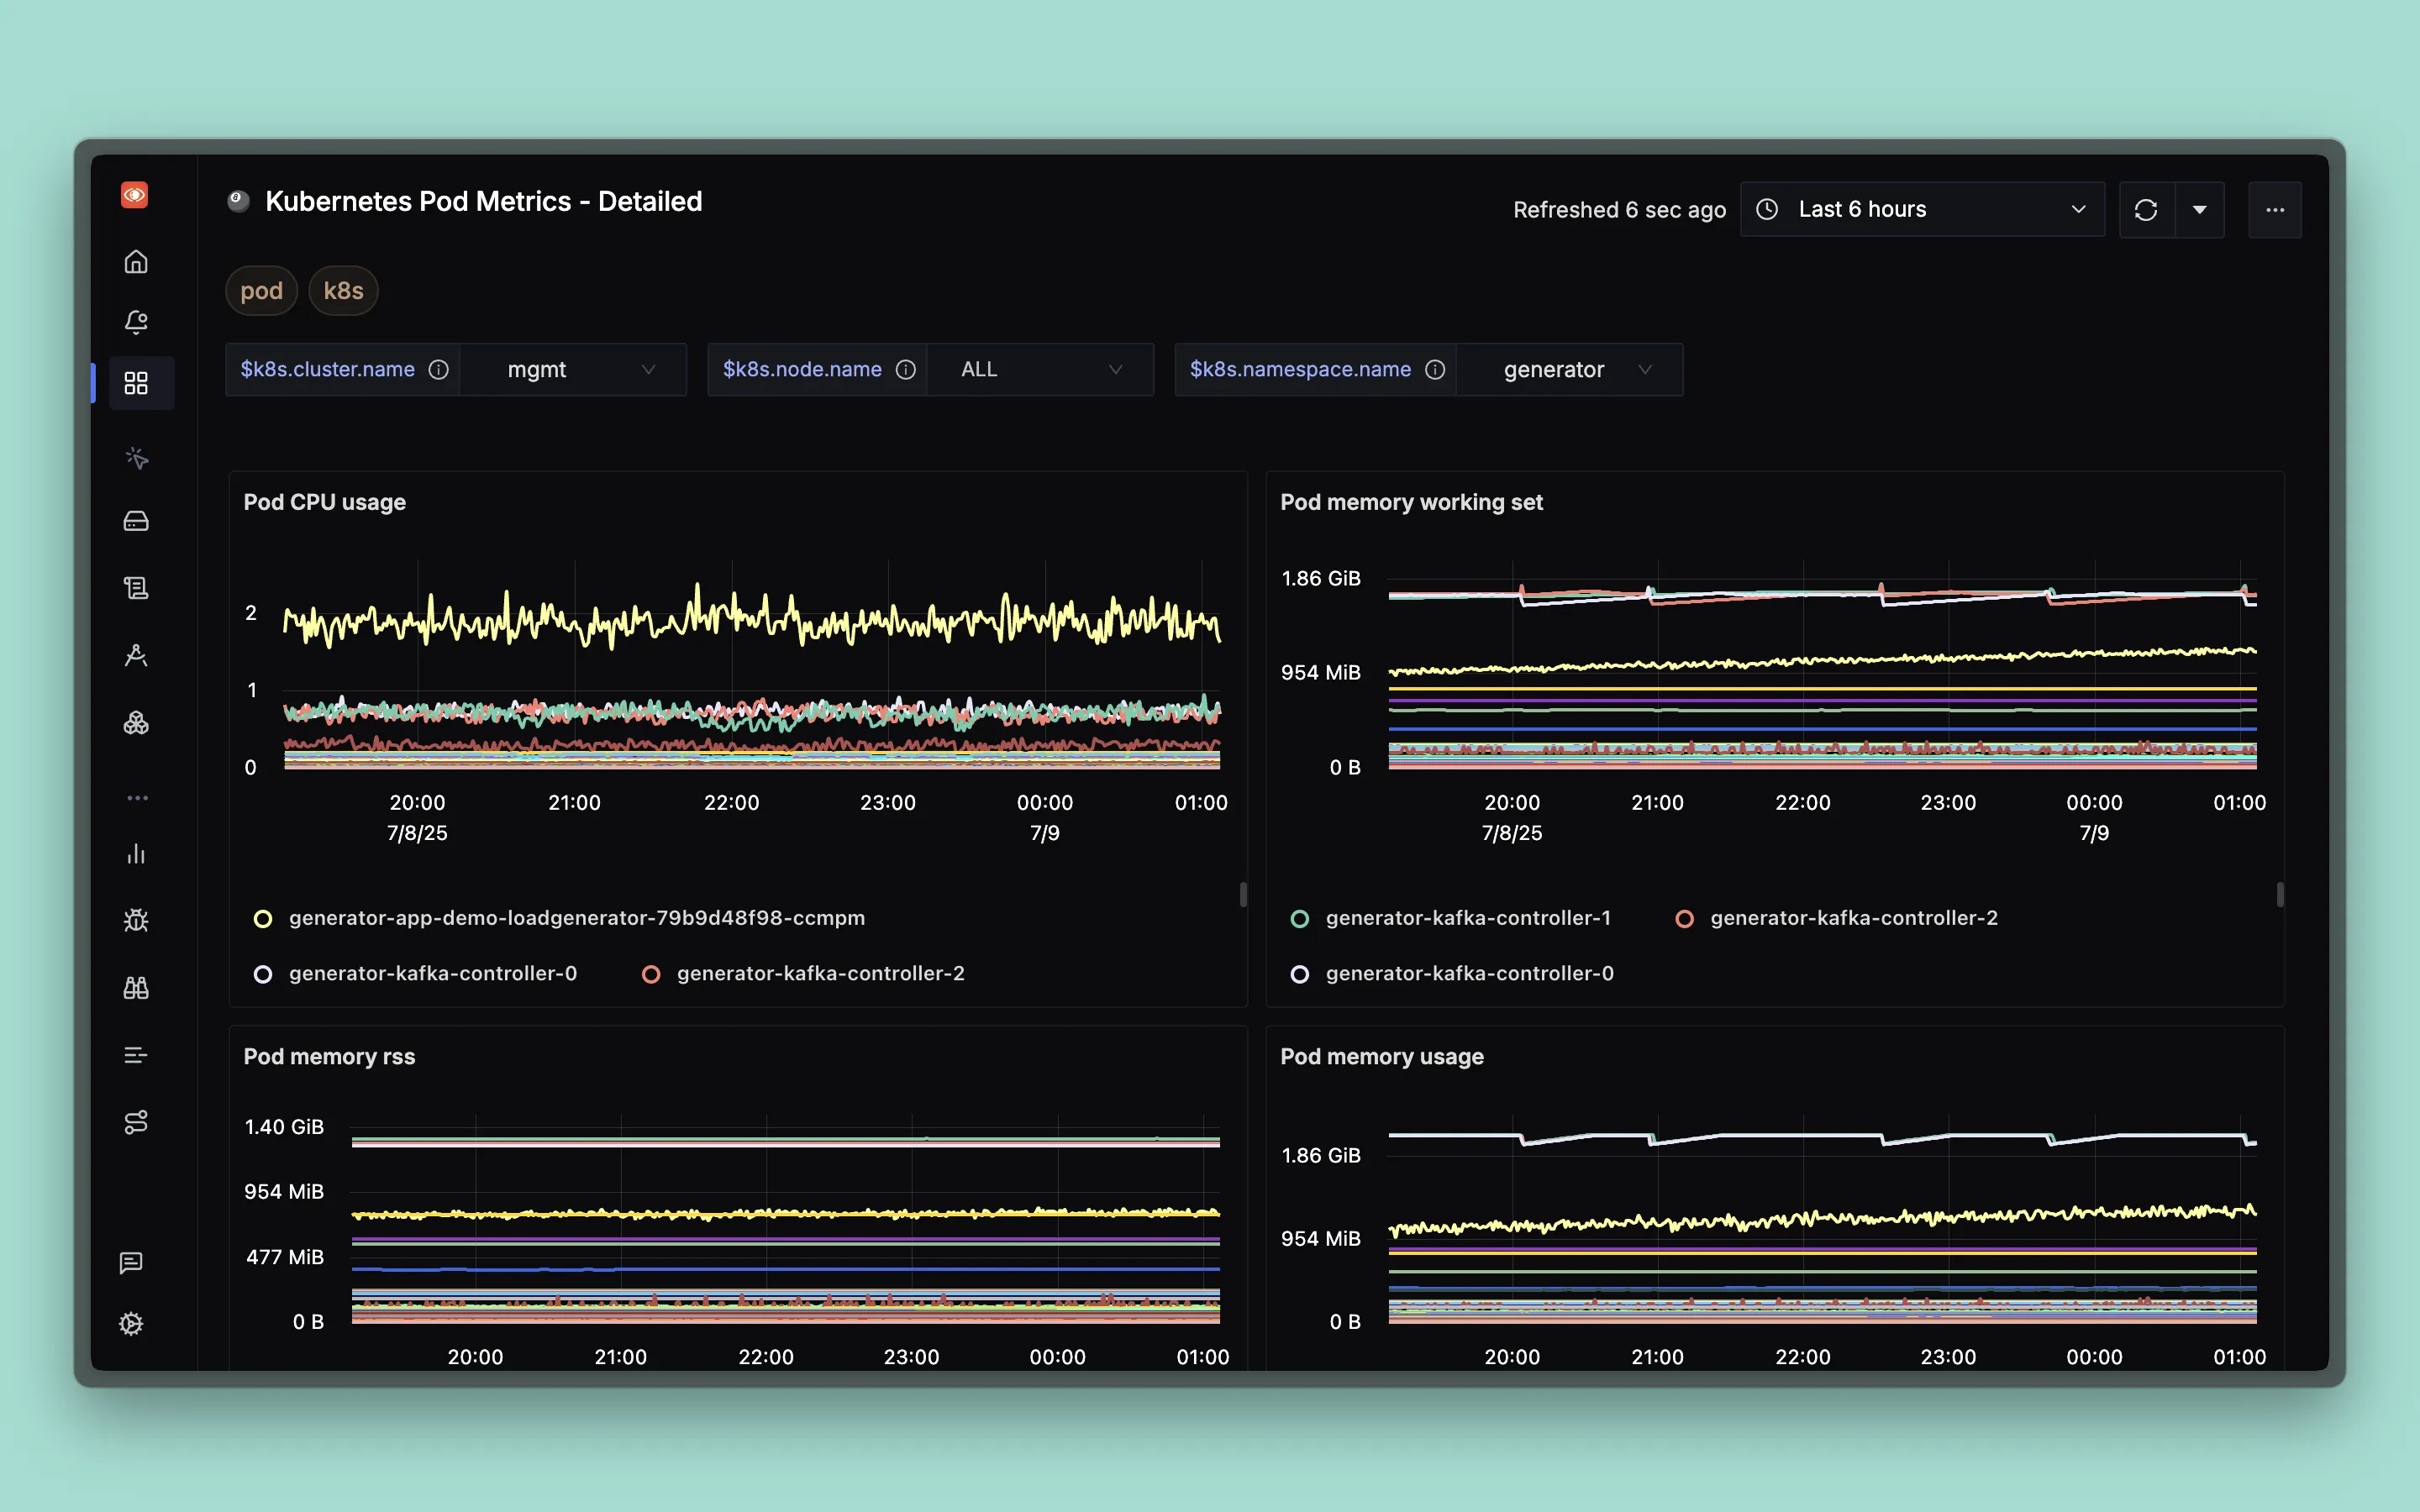 Kubernetes Pod Metrics - Detailed
Refreshed 6 sec ago
Last 6 hours
pod
k8s
$k8s.cluster.name
mgmt
$k8s.node.name
ALL
$k8s.namespace.name
generator
Pod CPU usage
2
1
0
20:00 21:00 22:00 23:00 00:00 01:00
7/8/25 7/9
generator-app-demo-loadgenerator-79b9d48f98-ccmpm
generator-kafka-controller-0 generator-kafka-controller-2
Pod memory working set
1.86 GiB
954 MiB
0 B
20:00 21:00 22:00 23:00 00:00 01:00
7/8/25 7/9
generator-kafka-controller-1 generator-kafka-controller-2
generator-kafka-controller-0
Pod memory rss
1.40 GiB
954 MiB
477 MiB
0 B
20:00 21:00 22:00 23:00 00:00 01:00
Pod memory usage
1.86 GiB
954 MiB
0 B
20:00 21:00 22:00 23:00 00:00 01:00